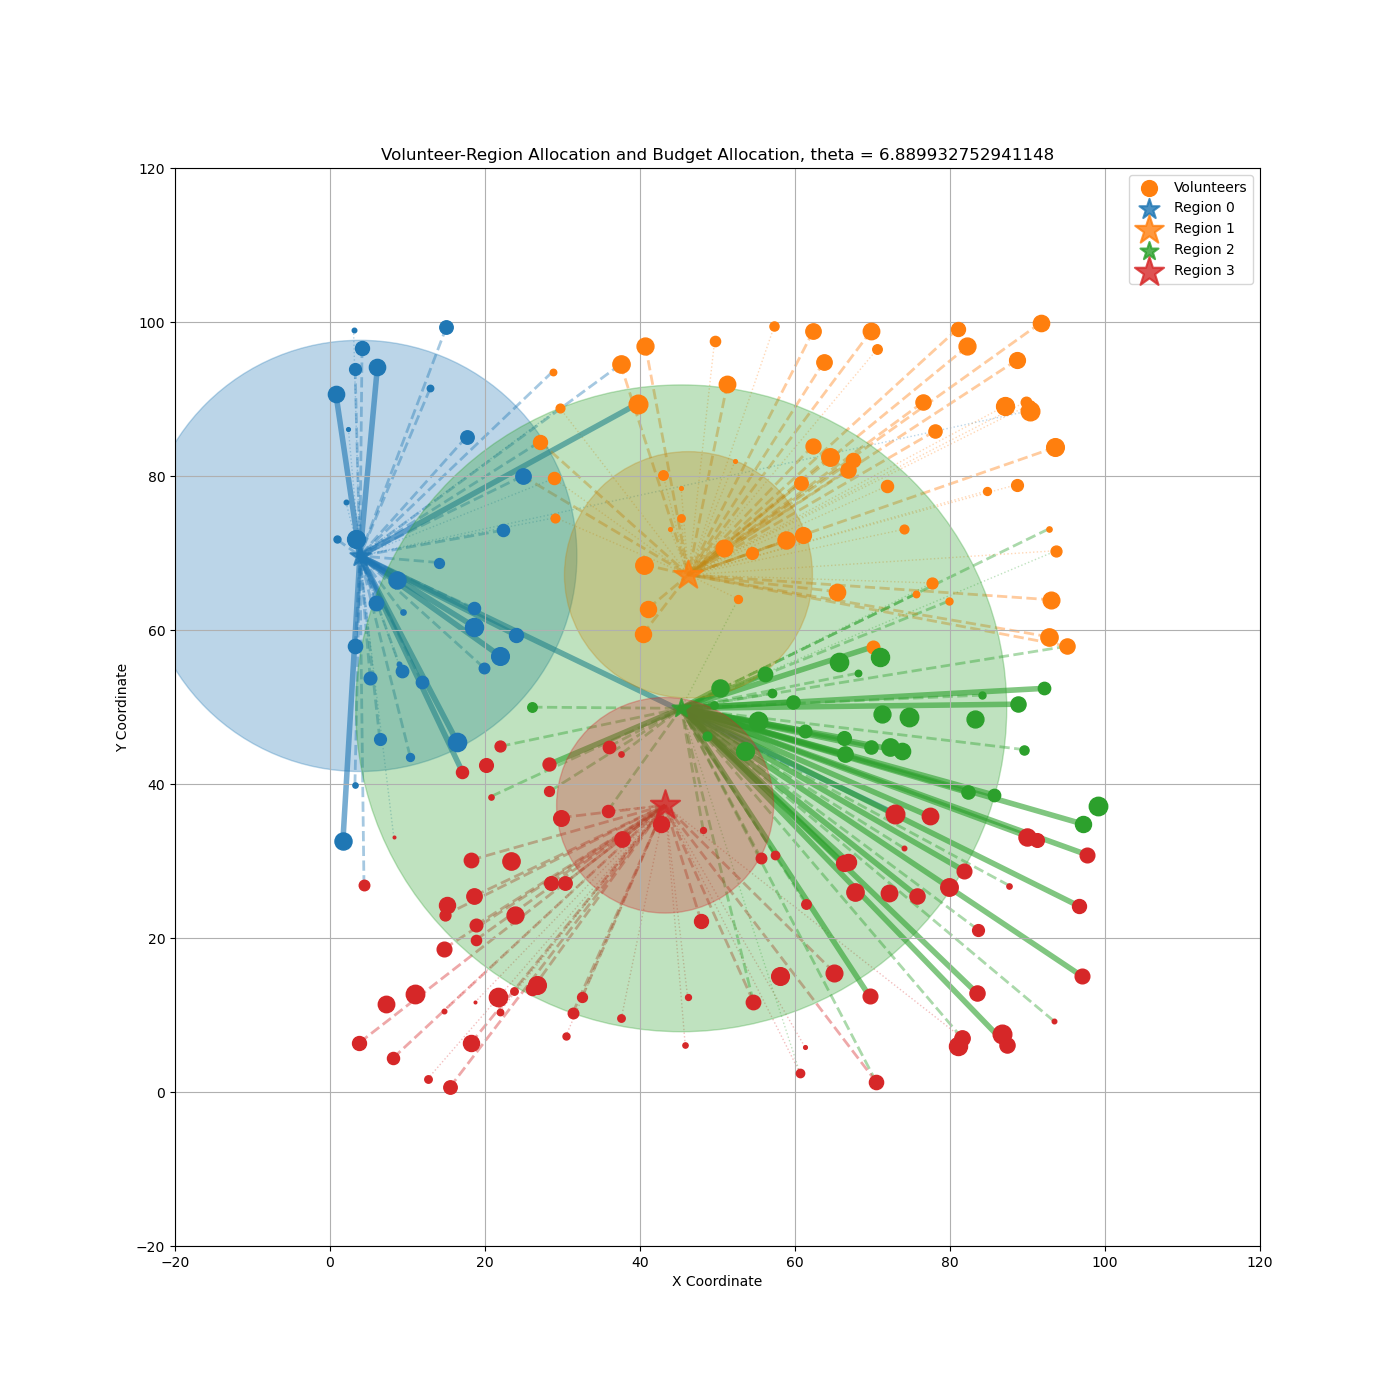 Volunteer-Region Allocation and Budget Allocation, theta = 6.889932752941148
120
100
80
60
40
20
0
−20
Y Coordinate
Volunteers
Region 0
Region 1
Region 2
Region 3
−20 0 20 40 60 80 100 120
X Coordinate